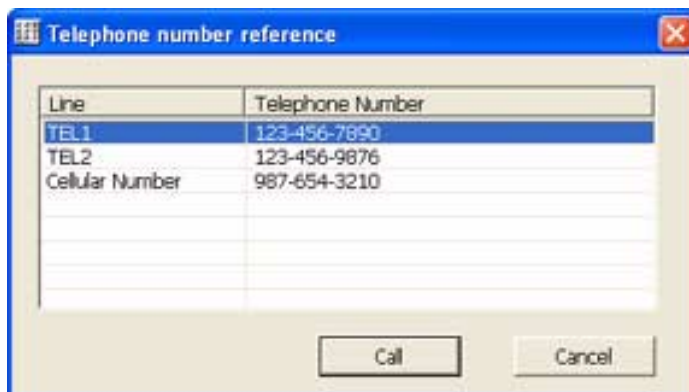 Telephone number reference
Line Telephone Number
TEL1 123-456-7890
TEL2 123-456-9876
Cellular Number 987-654-3210
Call Cancel